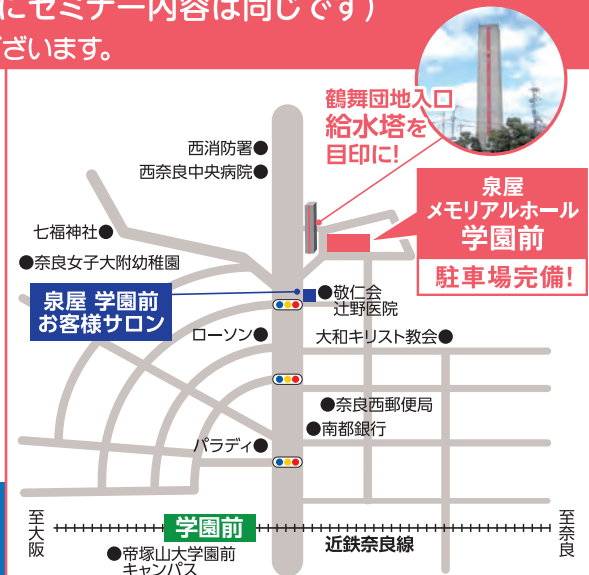 にセミナー内容は同じです)
ざいます。
鶴舞団地入口
給水塔を
目印に!
西消防署
西奈良中央病院
泉屋
メモリアルホール
学園前
駐車場完備!
七福神社
奈良女子大附幼稚園
泉屋 学園前
お客様サロン
敬仁会
辻野医院
ローソン
大和キリスト教会
奈良西郵便局
南都銀行
パラディ
至大阪
学園前
近鉄奈良線
至奈良
帝塚山大学園前
キャンパス